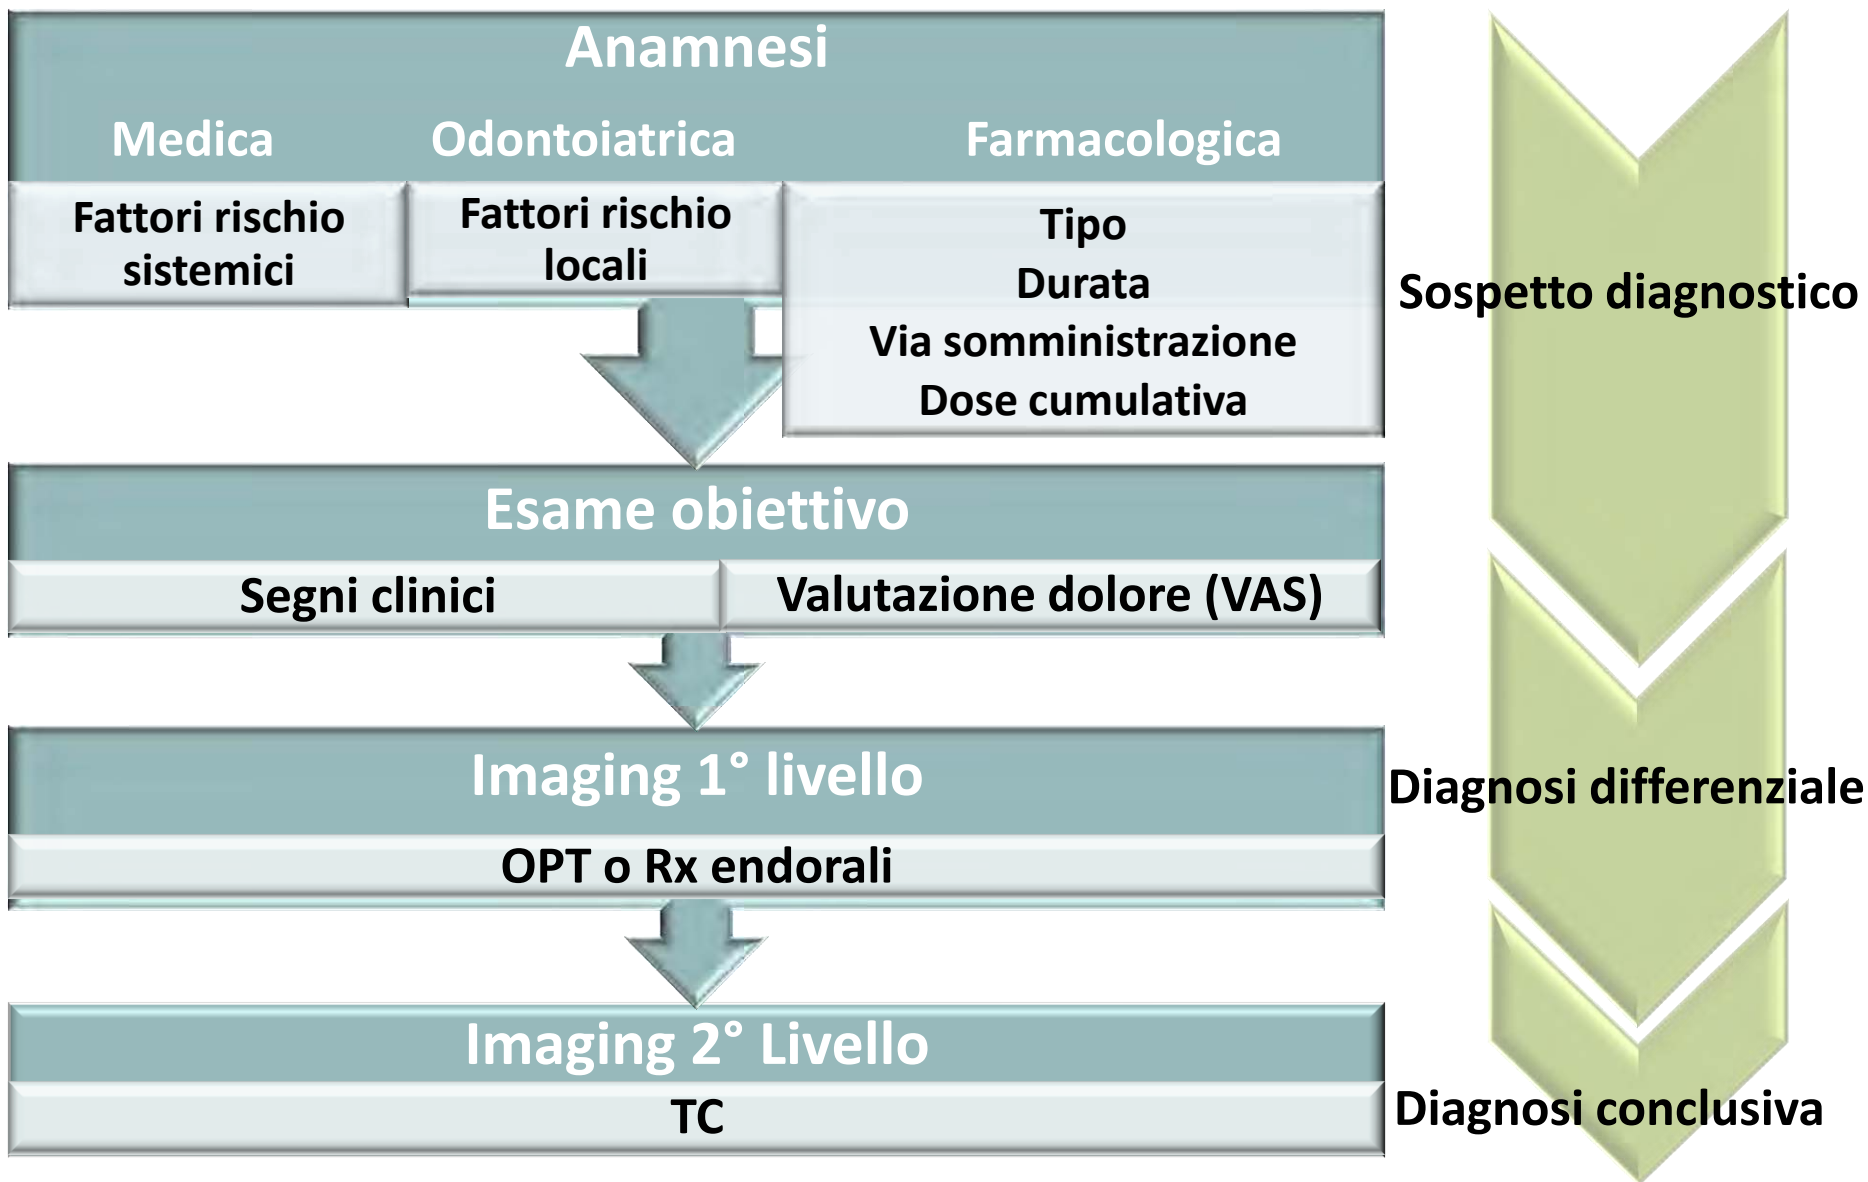 Anamnesi
Medica
Odontoiatrica
Farmacologica
Fattori rischio
sistemici
Fattori rischio
locali
Tipo
Durata
Via somministrazione
Dose cumulativa
Sospetto diagnostico
Esame obiettivo
Segni clinici
Valutazione dolore (VAS)
Imaging 1° livello
OPT o Rx endorali
Diagnosi differenziale
Imaging 2° Livello
TC
Diagnosi conclusiva